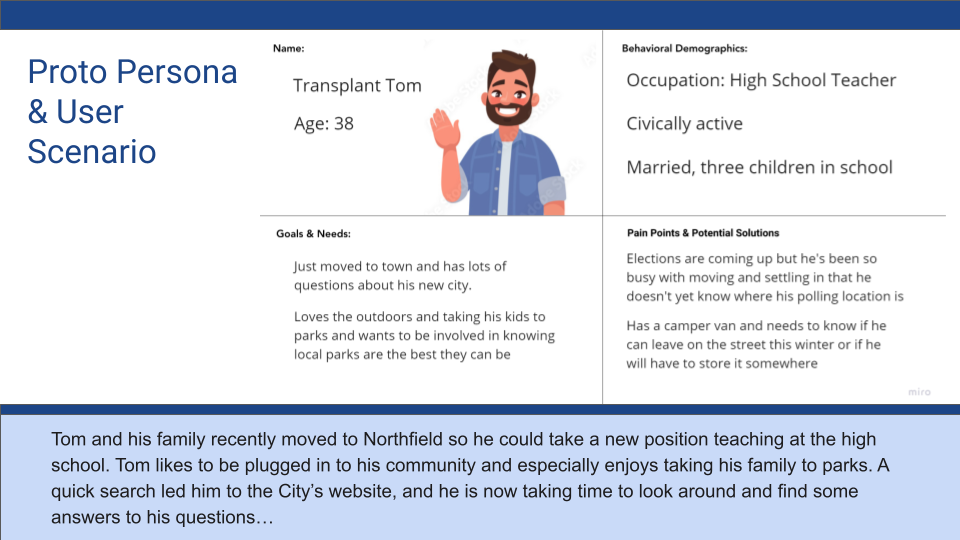 Proto Persona
& User
Scenario
Name:
Transplant Tom
Age: 38
Behavioral Demographics:
Occupation: High School Teacher
Civically active
Married, three children in school
Goals & Needs:
Just moved to town and has lots of
questions about his new city.
Loves the outdoors and taking his kids to
parks and wants to be involved in knowing
local parks are the best they can be
Pain Points & Potential Solutions
Elections are coming up but he's been so
busy with moving and settling in that he
doesn't yet know where his polling location is
Has a camper van and needs to know if he
can leave on the street this winter or if he
will have to store it somewhere
miro
Tom and his family recently moved to Northfield so he could take a new position teaching at the high
school. Tom likes to be plugged in to his community and especially enjoys taking his family to parks. A
quick search led him to the City’s website, and he is now taking time to look around and find some
answers to his questions…